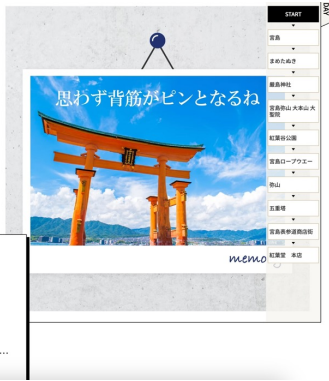 DAY
START
宮島
まめたぬき
厳島神社
宮島弥山 大本山 大
聖院
紅葉谷公園
宮島ロープウエー
弥山
五重塔
宮島表参道商店街
紅葉堂 本店
思わず背筋がピンとなるね
memo
…